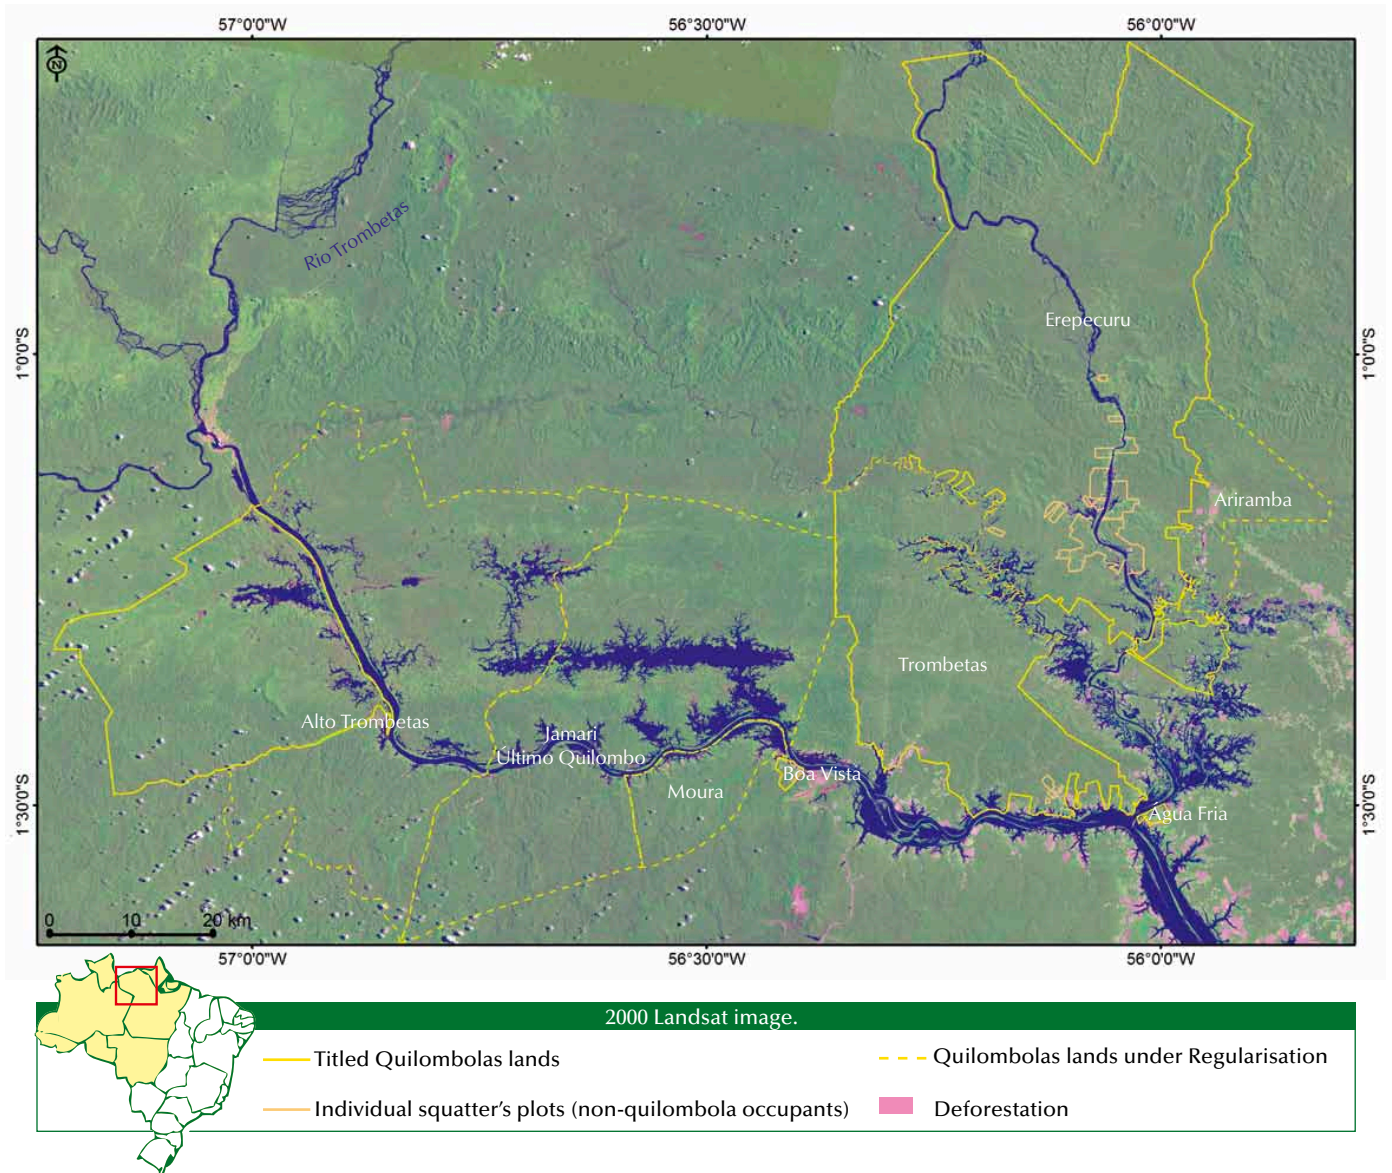 57°0'0"W
56°30'0"W
56°0'0"W
N
Rio Trombetas
Erepecuru
1°0'0"S
1°0'0"S
Ariramba
Trombetas
Alto Trombetas
Jamari
Último Quilombo
Boa Vista
Moura
Água Fria
1°30'0"S
1°30'0"S
0 10 20 km
57°0'0"W
56°30'0"W
56°0'0"W
2000 Landsat image.
Titled Quilombolas lands
Quilombolas lands under Regularisation
Individual squatter's plots (non-quilombola occupants)
Deforestation